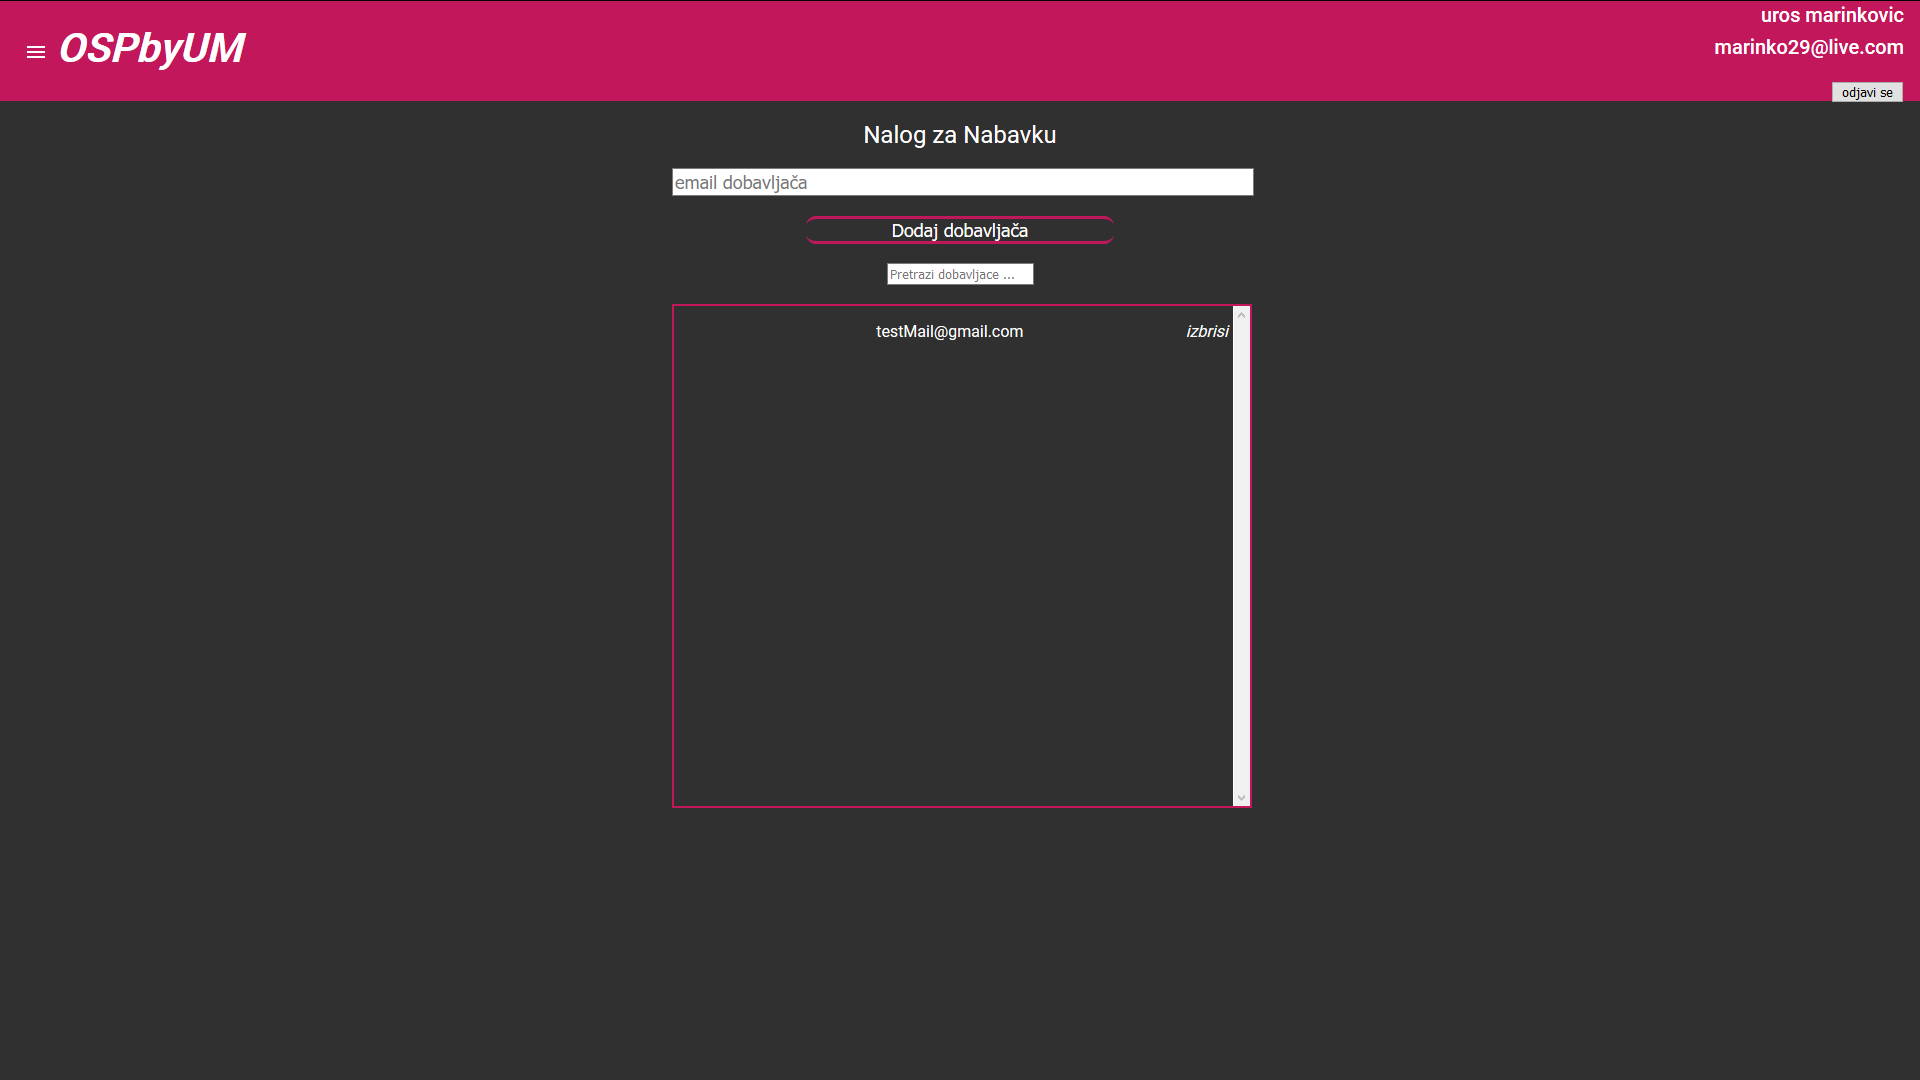 OSPbyUM
uros marinkovic
marinko29@live.com
odjavi se
Nalog za Nabavku
email dobavljača
Dodaj dobavljača
Pretrazi dobavljace ...
testMail@gmail.com izbrisi